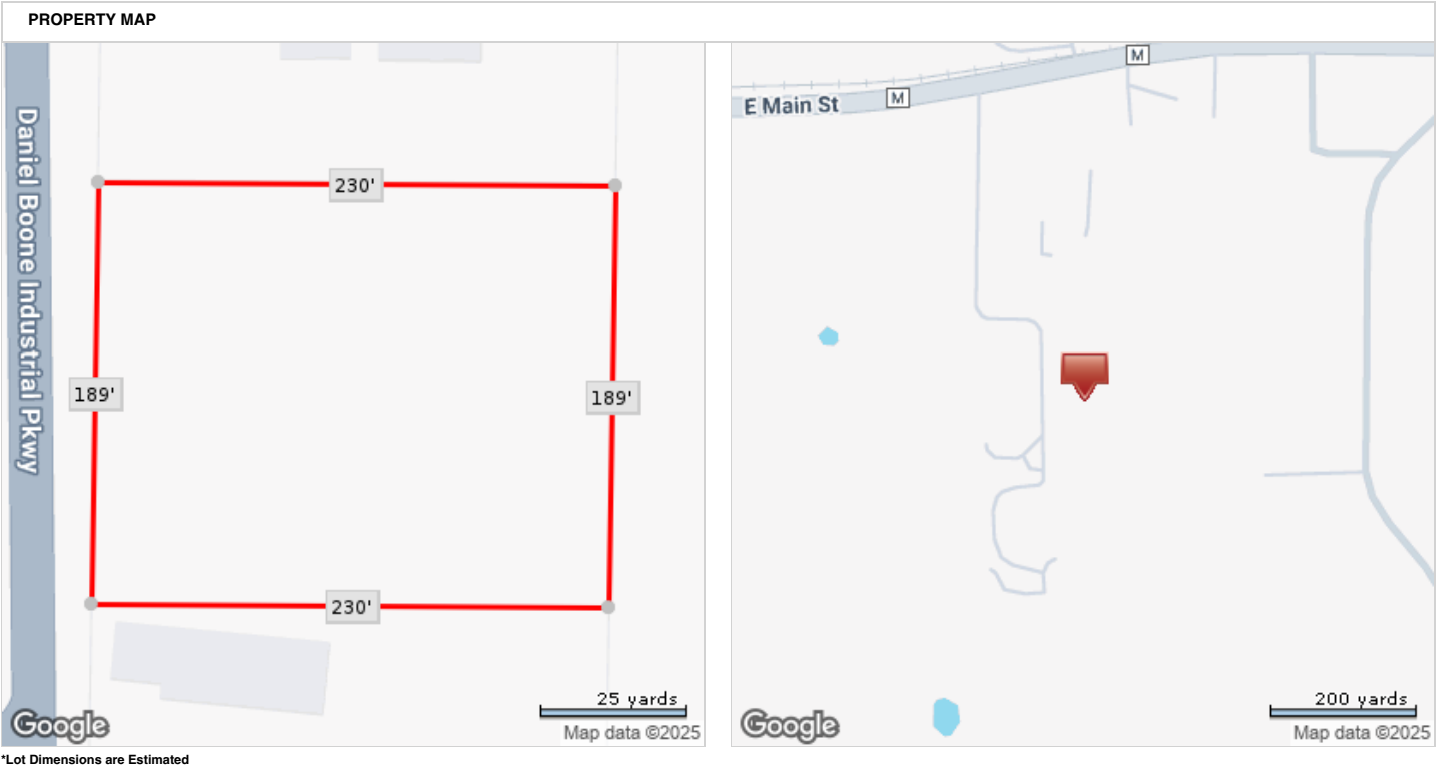 PROPERTY MAP
Daniel Boone Industrial Pkwy
230'
189'
189'
230'
25 yards
Google
Map data ©2025
M
E Main St
M
200 yards
Google
Map data ©2025
*Lot Dimensions are Estimated